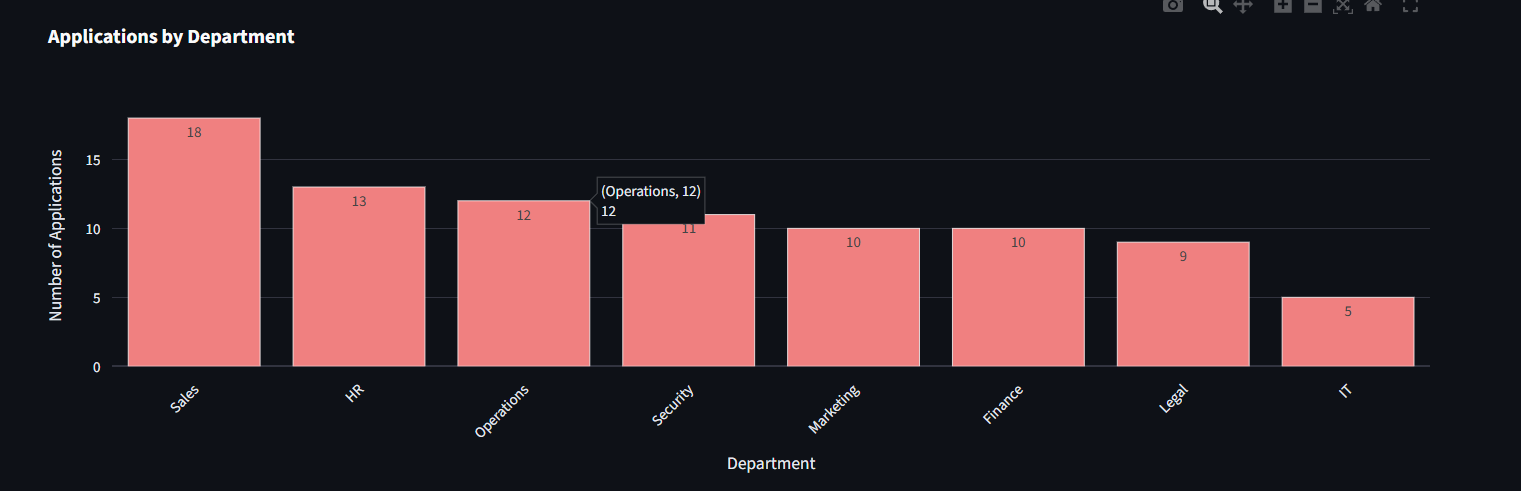 Applications by Department
Number of Applications
15
10
5
0
18
13
12
(Operations, 12)
12
11
10
10
9
5
Sales
HR
Operations
Security
Marketing
Finance
Legal
IT
Department